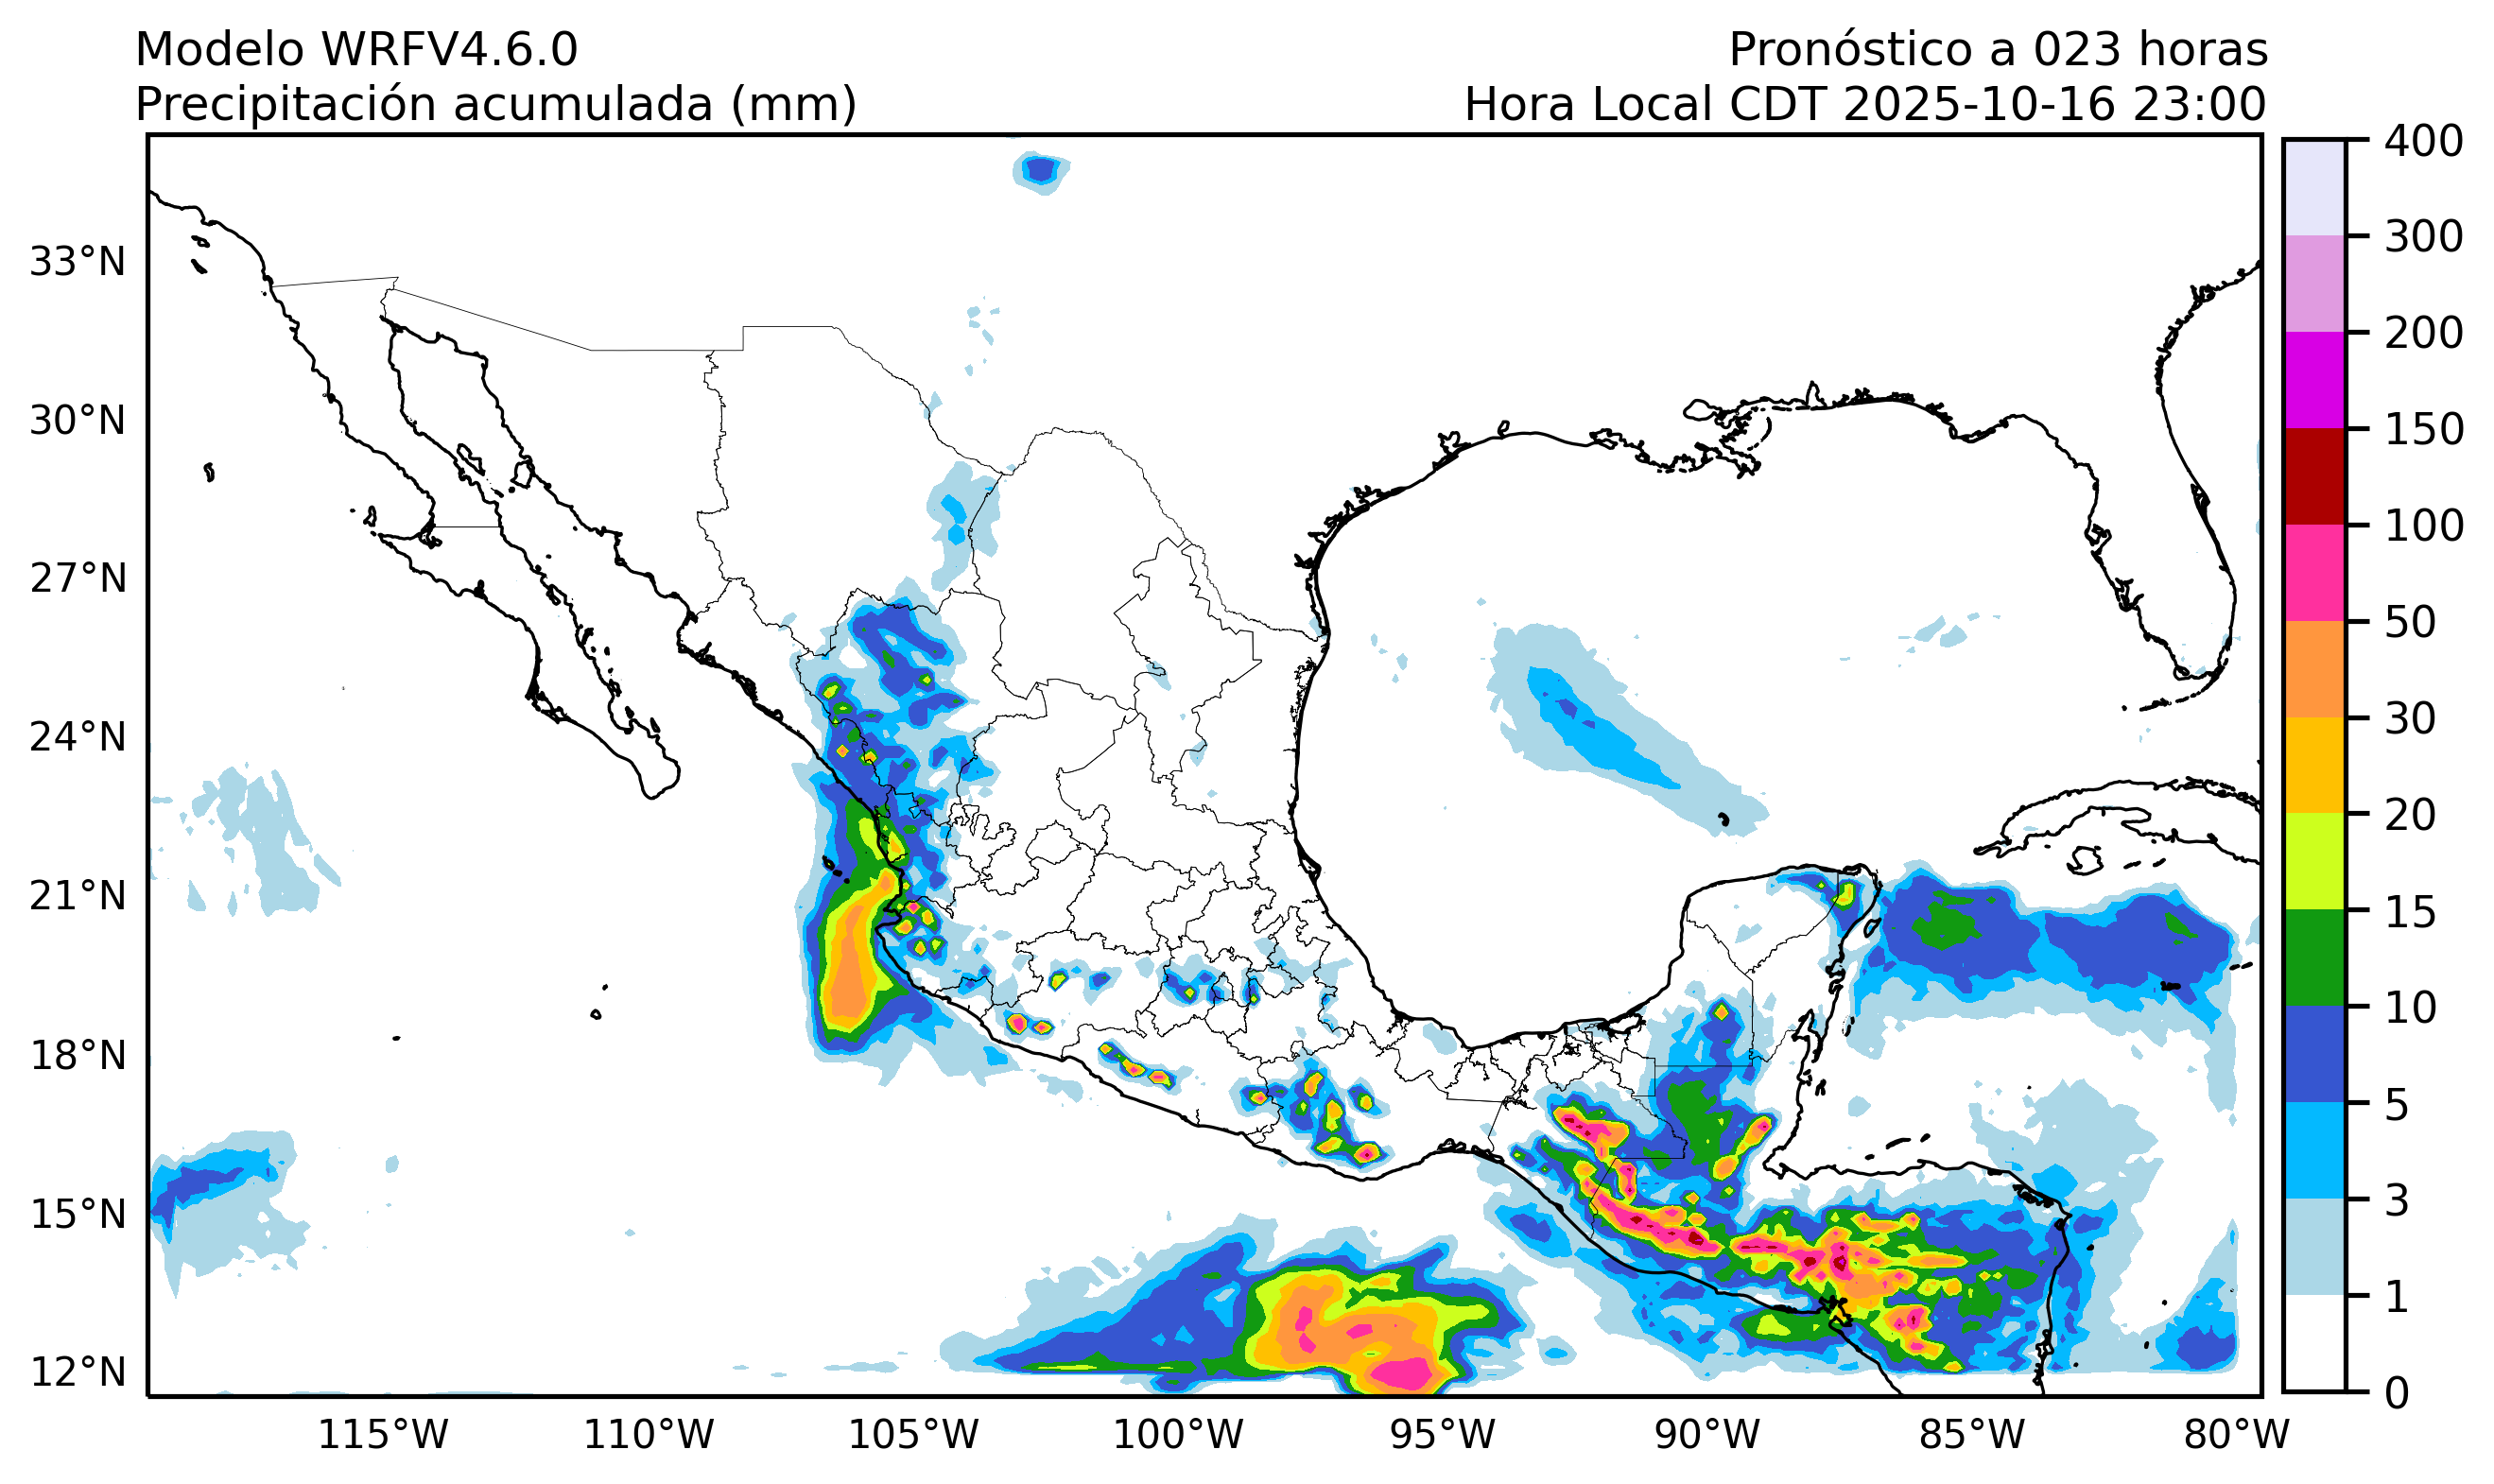 Modelo WRFV4.6.0
Pronóstico a 023 horas
Precipitación acumulada (mm)
Hora Local CDT 2025-10-16 23:00
33°N
30°N
27°N
24°N
21°N
18°N
15°N
12°N
115°W
110°W
105°W
100°W
95°W
90°W
85°W
80°W
400
300
200
150
100
50
30
20
15
10
5
3
1
0